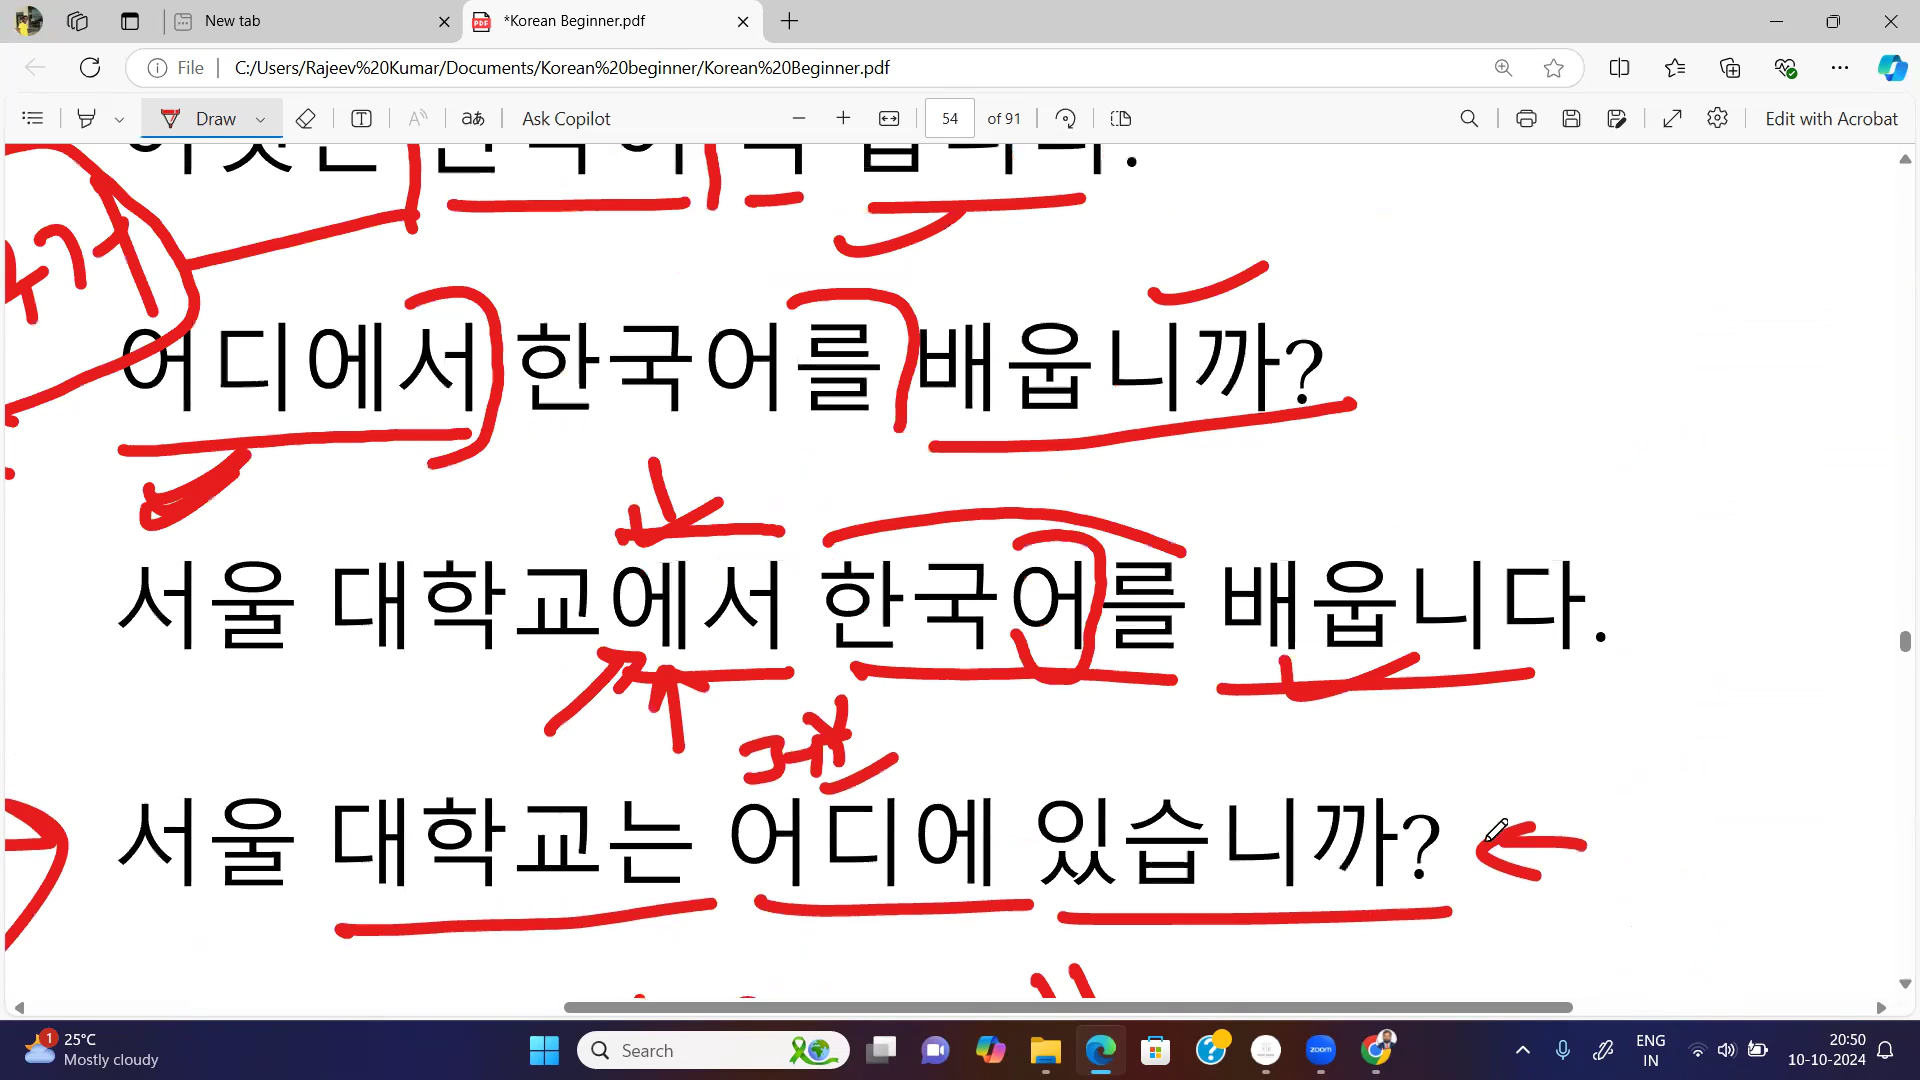 New tab
*Korean Beginner.pdf
File
C:/Users/Rajeev%20Kumar/Documents/Korean%20beginner/Korean%20Beginner.pdf
Draw
Ask Copilot
54 of 91
Edit with Acrobat
어디에서 한국어를 배웁니까?
서울 대학교에서 한국어를 배웁니다.
서울 대학교는 어디에 있습니까?
1
25°C
Mostly cloudy
Search
zoom
ENG
IN
20:50
10-10-2024